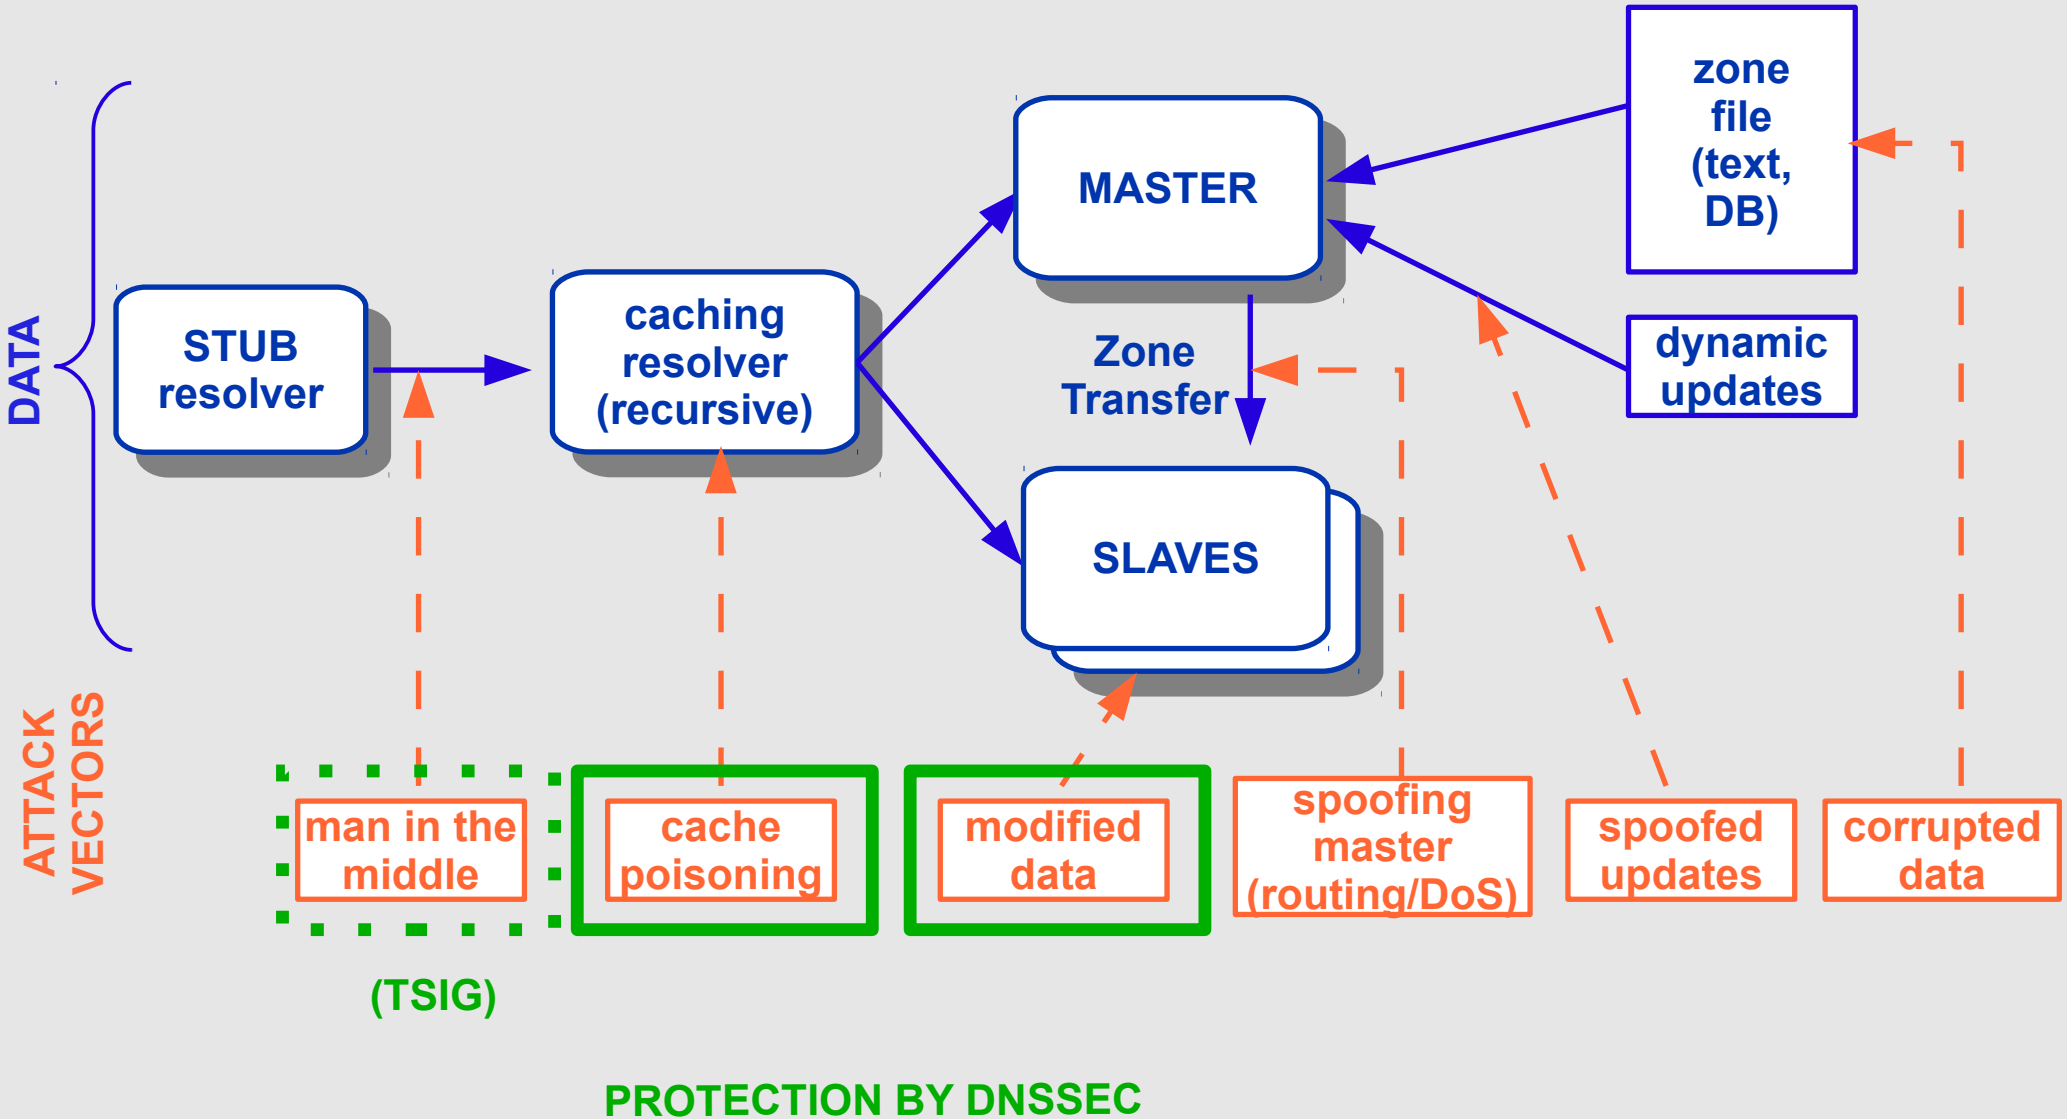 zone
file
(text,
DB)
MASTER
STUB
resolver
caching
resolver
(recursive)
Zone
Transfer
dynamic
updates
DATA
SLAVES
ATTACK
VECTORS
man in the
middle
cache
poisoning
modified
data
spoofing
master
(routing/DoS)
spoofed
updates
corrupted
data
(TSIG)
PROTECTION BY DNSSEC